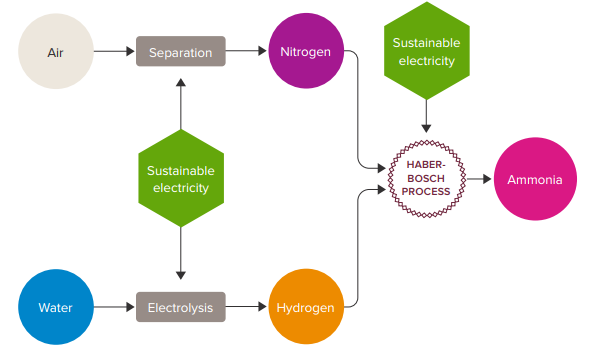 Air
Separation
Nitrogen
Sustainable
electricity
Sustainable
electricity
HABER-
BOSCH
PROCESS
Ammonia
Water
Electrolysis
Hydrogen